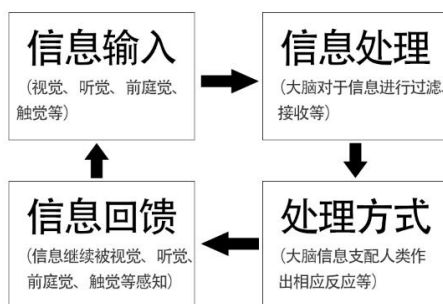 信息输入
(视觉、听觉、前庭觉、
触觉等)
信息处理
(大脑对于信息进行过滤、
接收等)
信息回馈
(信息继续被视觉、听觉、
前庭觉、触觉等感知)
处理方式
(大脑信息支配人类作
出相应反应等)